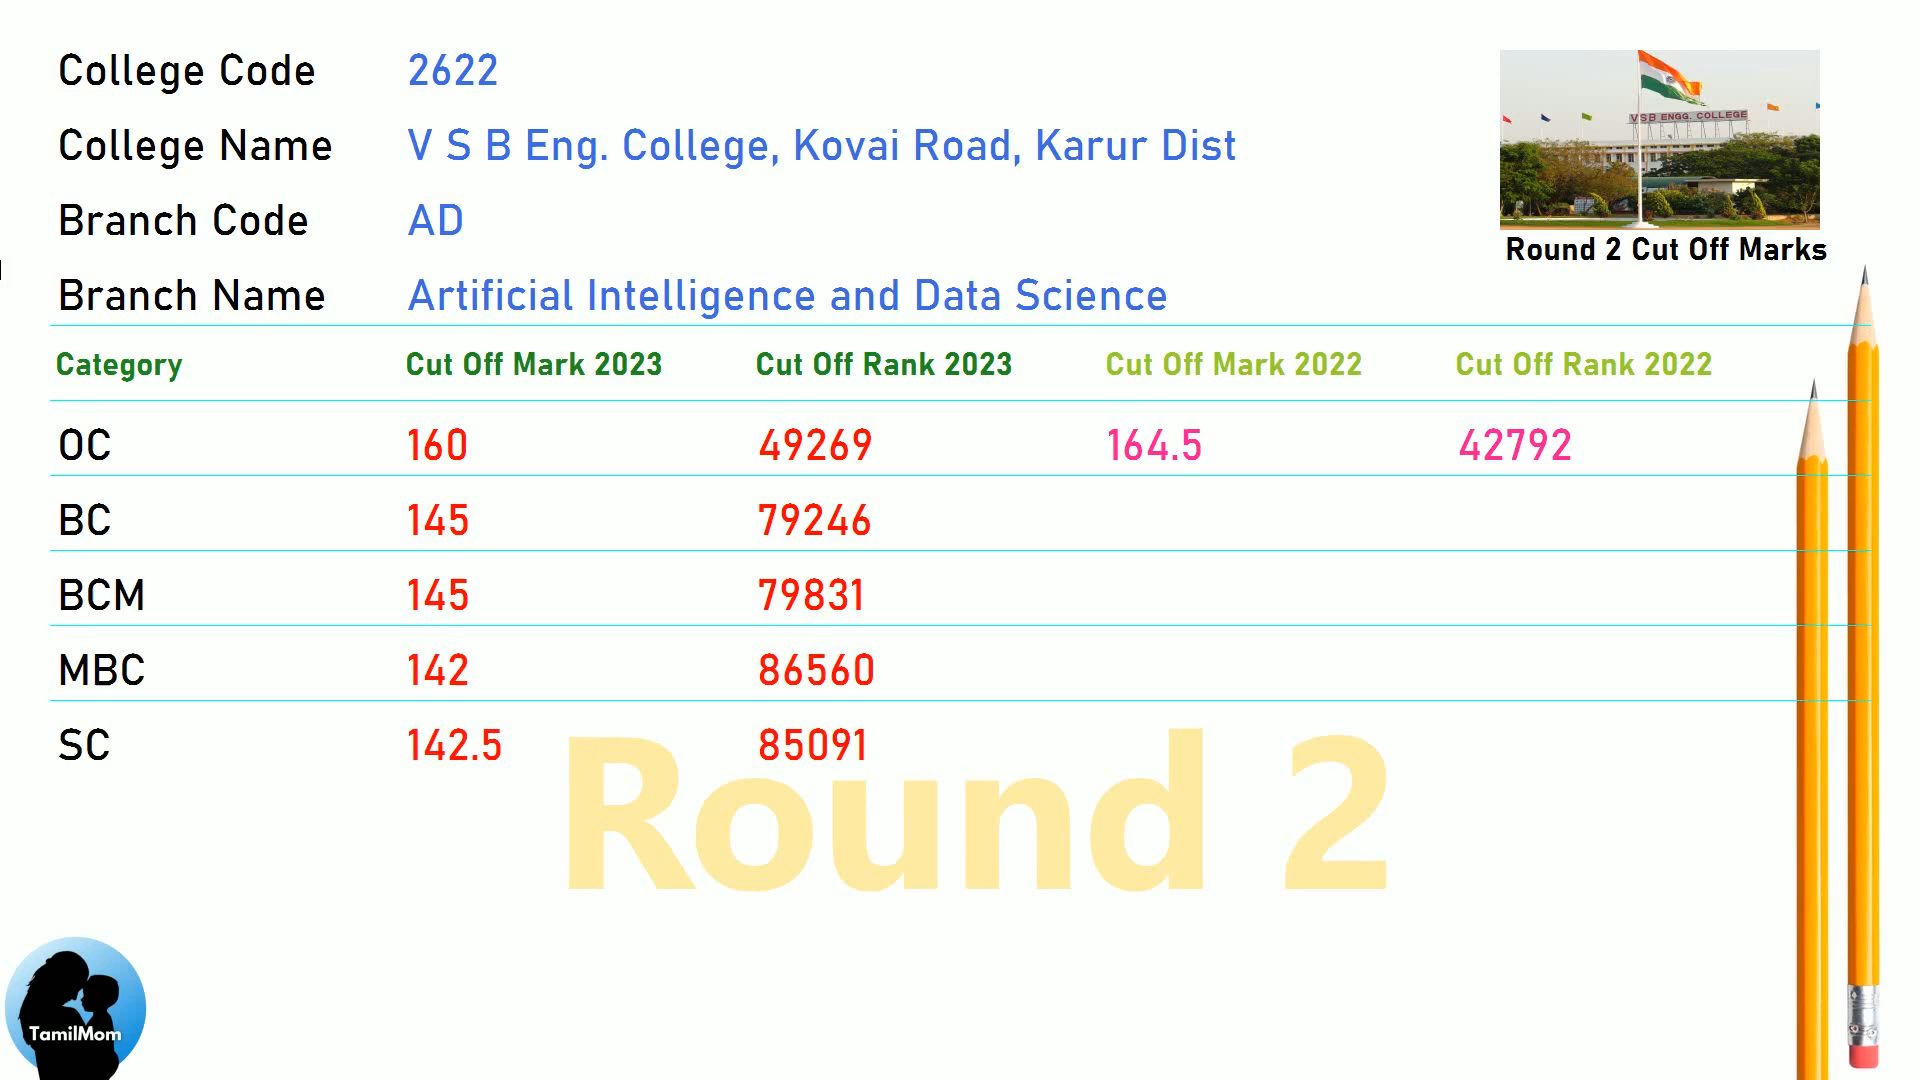 College Code 2622
College Name V S B Eng. College, Kovai Road, Karur Dist
Branch Code AD
Branch Name Artificial Intelligence and Data Science
VSB ENGG. COLLEGE
Round 2 Cut Off Marks
Category Cut Off Mark 2023 Cut Off Rank 2023 Cut Off Mark 2022 Cut Off Rank 2022
OC 160 49269 164.5 42792
BC 145 79246
BCM 145 79831
MBC 142 86560
SC 142.5 85091
Round 2
TamilMom